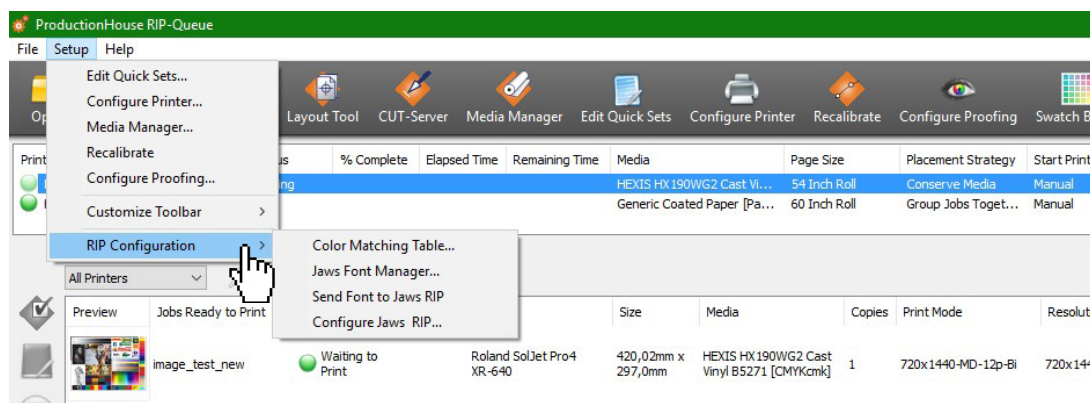 ProductionHouse RIP-Queue
File Setup Help
Edit Quick Sets...
Configure Printer...
Media Manager...
Recalibrate
Configure Proofing...
Customize Toolbar >
RIP Configuration >
Color Matching Table...
Jaws Font Manager...
Send Font to Jaws RIP
Configure Jaws RIP...
Op
Layout Tool CUT-Server Media Manager Edit Quick Sets Configure Printer Recalibrate Configure Proofing Swatch B
Print us % Complete Elapsed Time Remaining Time Media Page Size Placement Strategy Start Print
ng HEXIS HX190WG2 Cast Vi... 54 Inch Roll Conserve Media Manual
Generic Coated Paper [Pa... 60 Inch Roll Group Jobs Toget... Manual
All Printers
Preview Jobs Ready to Print Size Media Copies Print Mode Resolut
image_test_new Waiting to Print Roland SolJet Pro4 XR-640 420,02mm x 297,0mm HEXIS HX190WG2 Cast Vinyl B5271 [CMYKcmk] 1 720x1440-MD-12p-Bi 720x144